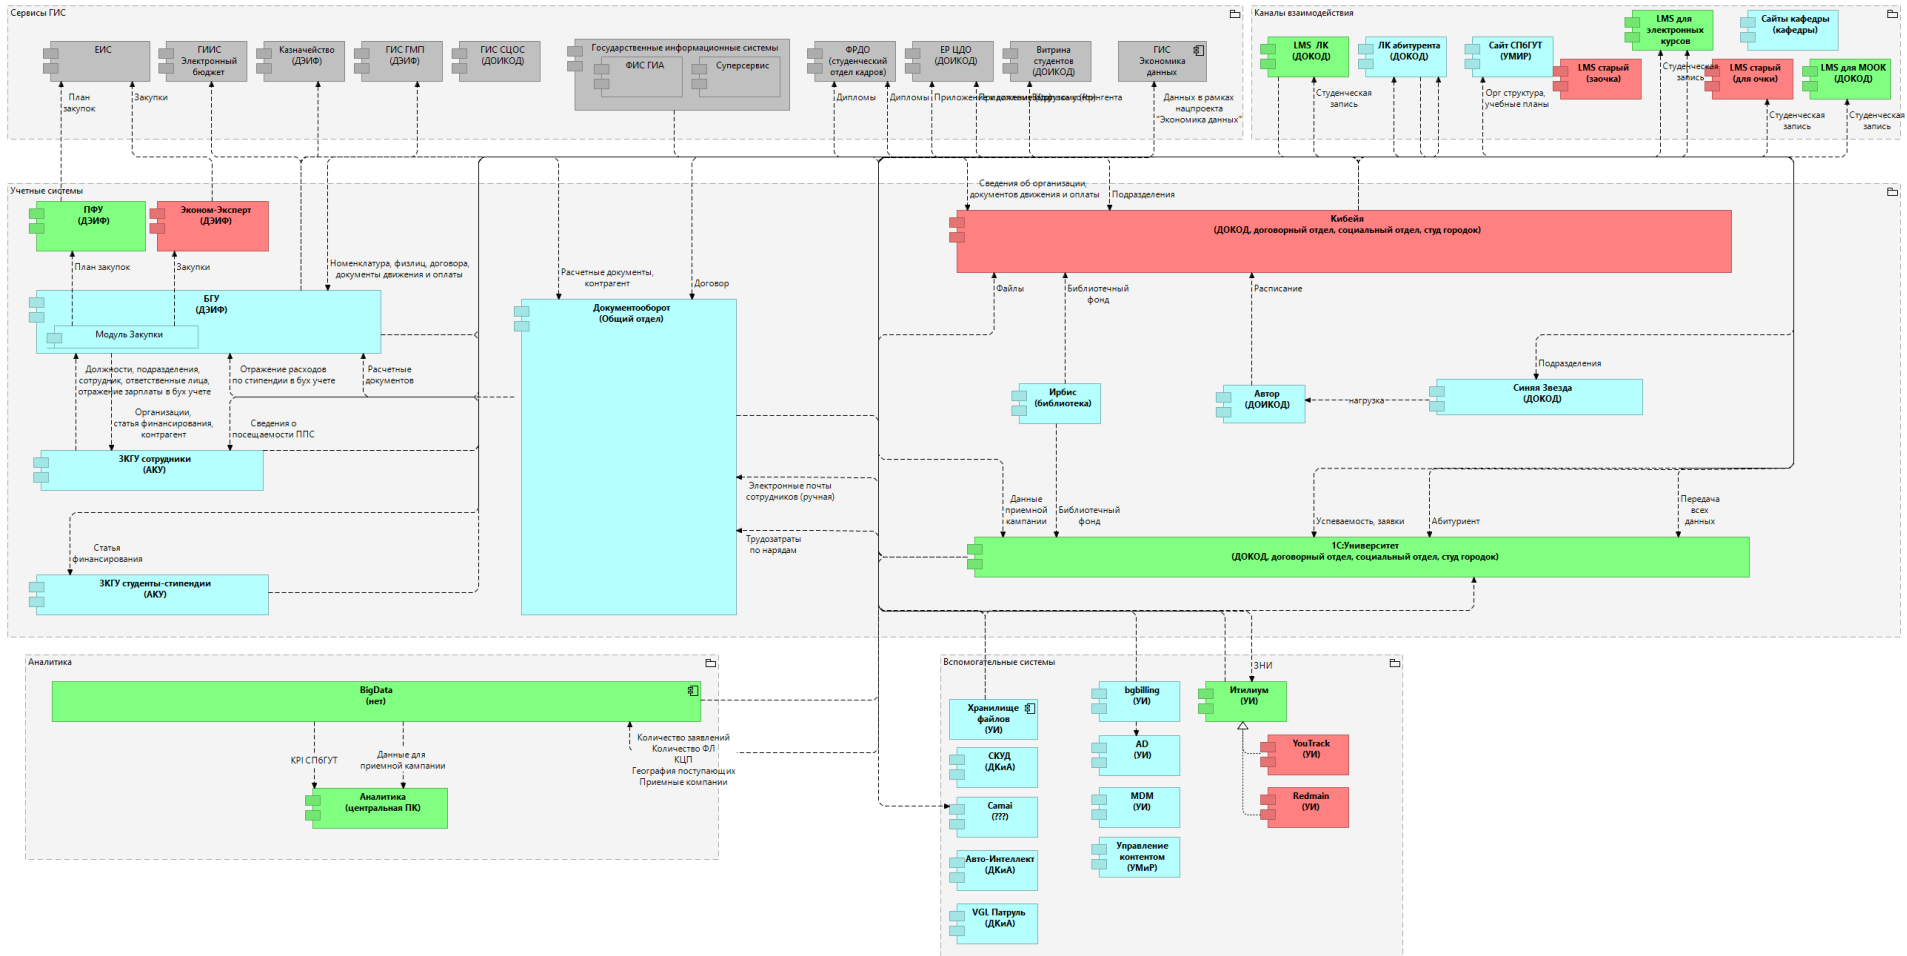 Сервисы ГИС
ЕИС
ГИИС
Электронный
бюджет
Казначейство
(ДЭИФ)
ГИС ГМП
(ДЭИФ)
ГИС СЦОС
(ДОИКОД)
Государственные информационные системы
ФИС ГИА
Суперсервис
ФРДО
(студенческий
отдел кадров)
ЕР ЦДО
(ДОИКОД)
Витрина
студентов
(ДОИКОД)
ГИС
Экономика
данных
План
закупок
Закупки
Дипломы
Дипломы
Данных в рамках
нацпроекта
"Экономика данных"
Каналы взаимодействия
LMS ЛК
(ДОКОД)
ЛК абитурента
(ДОКОД)
Сайт СПбГУТ
(УМИР)
LMS для
электронных
курсов
Сайты кафедры
(кафедры)
LMS старый
(заочка)
LMS старый
(для очки)
LMS для МООК
(ДОКОД)
Студенческая
запись
Орг структура,
учебные планы
Студенческая
запись
Студенческая
запись
Студенческая
запись
Учетные системы
ПФУ
(ДЭИФ)
Эконом-Эксперт
(ДЭИФ)
План закупок
Закупки
БГУ
(ДЭИФ)
Модуль Закупки
Номенклатура, физлиц, договора,
документы движения и оплаты
Расчетные документы,
контрагент
Договор
Документооборот
(Общий отдел)
Сведения об организации,
документов движения и оплаты
Подразделения
Кибейя
(ДОКОД, договорный отдел, социальный отдел, студ городок)
Файлы
Библиотечный
фонд
Расписание
Должности, подразделения,
сотрудник, ответственные лица,
отражение зарплаты в бух учете
Отражение расходов
по стипендии в бух учете
Расчетные
документов
Организации,
статья финансирования,
контрагент
Сведения о
посещаемости ППС
ЗКГУ сотрудники
(АКУ)
Статья
финансирования
ЗКГУ студенты-стипендии
(АКУ)
Ирбис
(библиотека)
Автор
(ДОИКОД)
нагрузка
Подразделения
Синяя Звезда
(ДОКОД)
Электронные почты
сотрудников (ручная)
Трудозатраты
по нарядам
Данные
приемной
кампании
Библиотечный
фонд
Успеваемость, заявки
Абитуриент
Передача
всех
данных
1С:Университет
(ДОКОД, договорный отдел, социальный отдел, студ городок)
Аналитика
BigData
(нет)
KPI СПбГУТ
Данные для
приемной кампании
Количество заявлений
Количество ФЛ
КЦП
География поступающих
Приемные компании
Аналитика
(центральная ПК)
Вспомогательные системы
ЗНИ
Хранилище
файлов
(УИ)
bgbilling
(УИ)
Итилиум
(УИ)
СКУД
(ДКиА)
AD
(УИ)
YouTrack
(УИ)
Camai
(???)
MDM
(УИ)
Redmain
(УИ)
Авто-Интеллект
(ДКиА)
Управление
контентом
(УМиР)
VGL Патруль
(ДКиА)